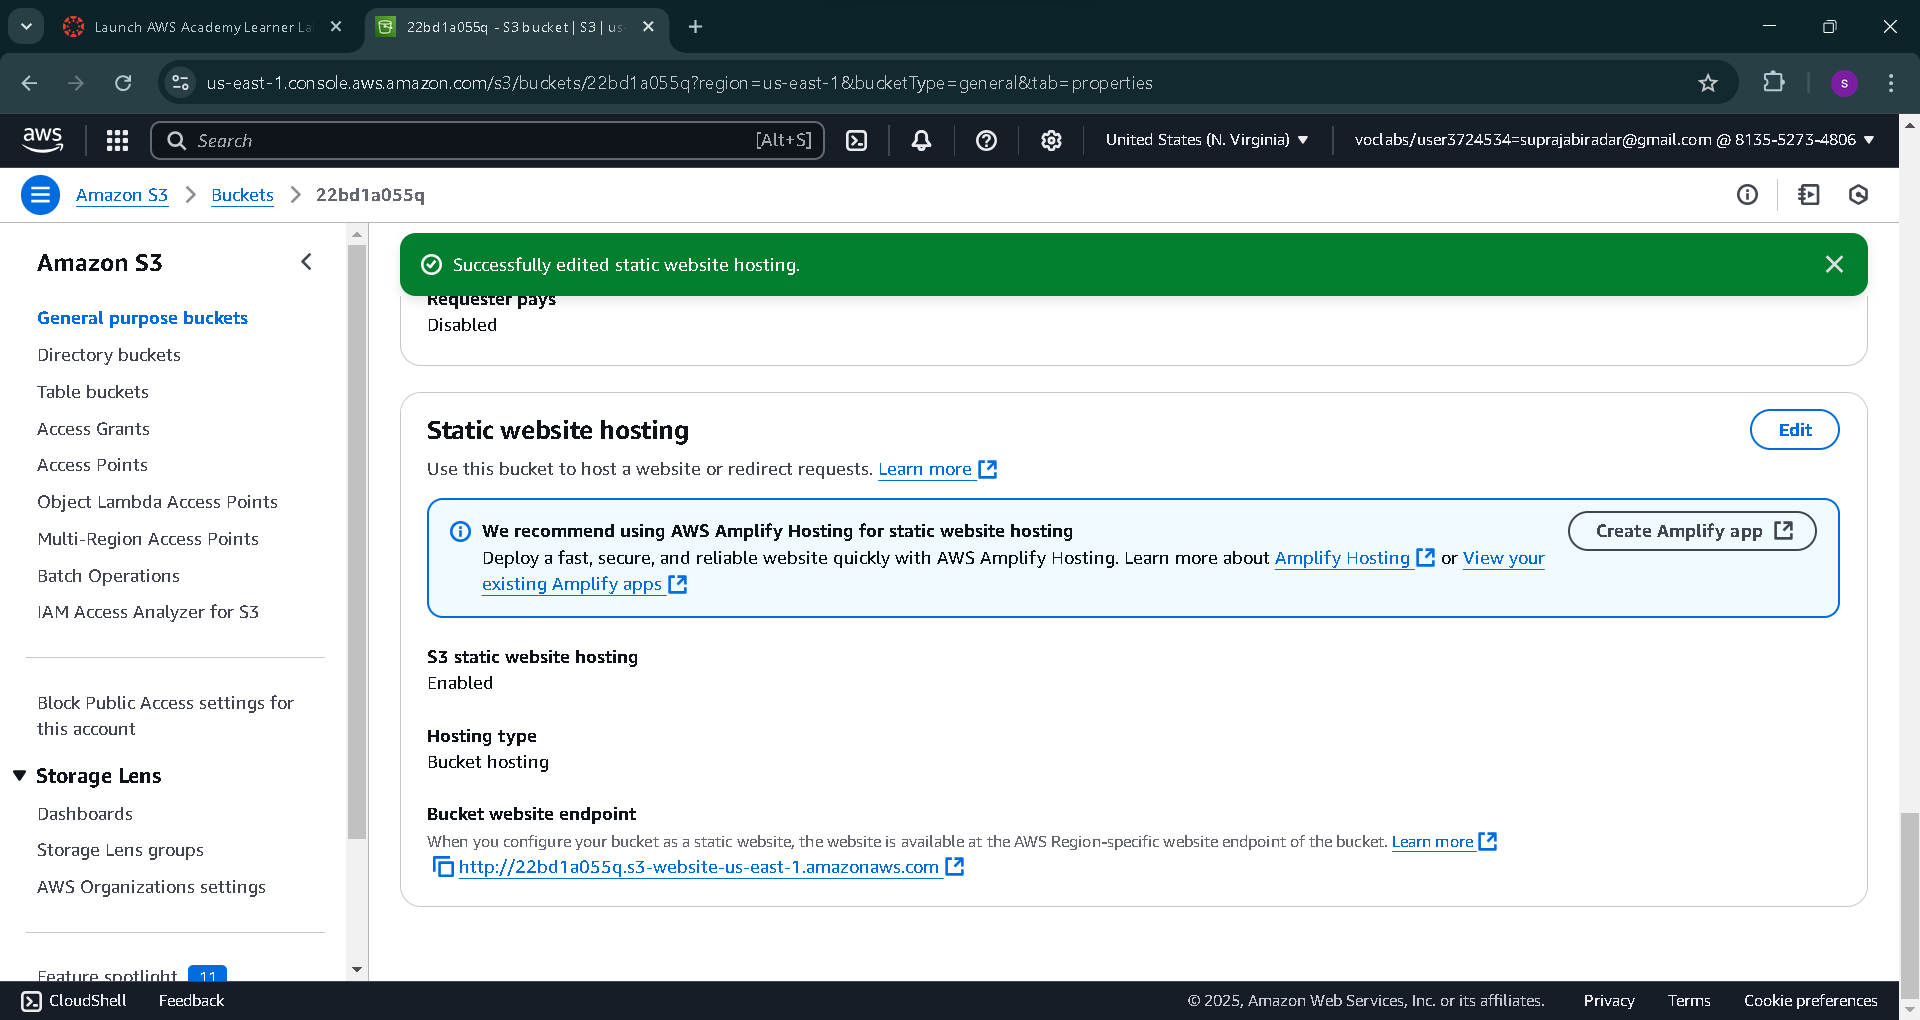 Launch AWS Academy Learner La
22bd1a055q - S3 bucket | S3 | us-
us-east-1.console.aws.amazon.com/s3/buckets/22bd1a055q?region=us-east-1&bucketType=general&tab=properties
S
aws
Search
[Alt+S]
United States (N. Virginia)
voclabs/user3724534=suprajabiradar@gmail.com @ 8135-5273-4806
Amazon S3
Buckets
22bd1a055q
Amazon S3
General purpose buckets
Directory buckets
Table buckets
Access Grants
Access Points
Object Lambda Access Points
Multi-Region Access Points
Batch Operations
IAM Access Analyzer for S3
Block Public Access settings for
this account
Storage Lens
Dashboards
Storage Lens groups
AWS Organizations settings
Feature spotlight 11
Successfully edited static website hosting.
Requester pays
Disabled
Static website hosting
Edit
Use this bucket to host a website or redirect requests. Learn more
We recommend using AWS Amplify Hosting for static website hosting
Deploy a fast, secure, and reliable website quickly with AWS Amplify Hosting. Learn more about Amplify Hosting or View your
existing Amplify apps
Create Amplify app
S3 static website hosting
Enabled
Hosting type
Bucket hosting
Bucket website endpoint
When you configure your bucket as a static website, the website is available at the AWS Region-specific website endpoint of the bucket. Learn more
http://22bd1a055q.s3-website-us-east-1.amazonaws.com
CloudShell
Feedback
© 2025, Amazon Web Services, Inc. or its affiliates.
Privacy
Terms
Cookie preferences